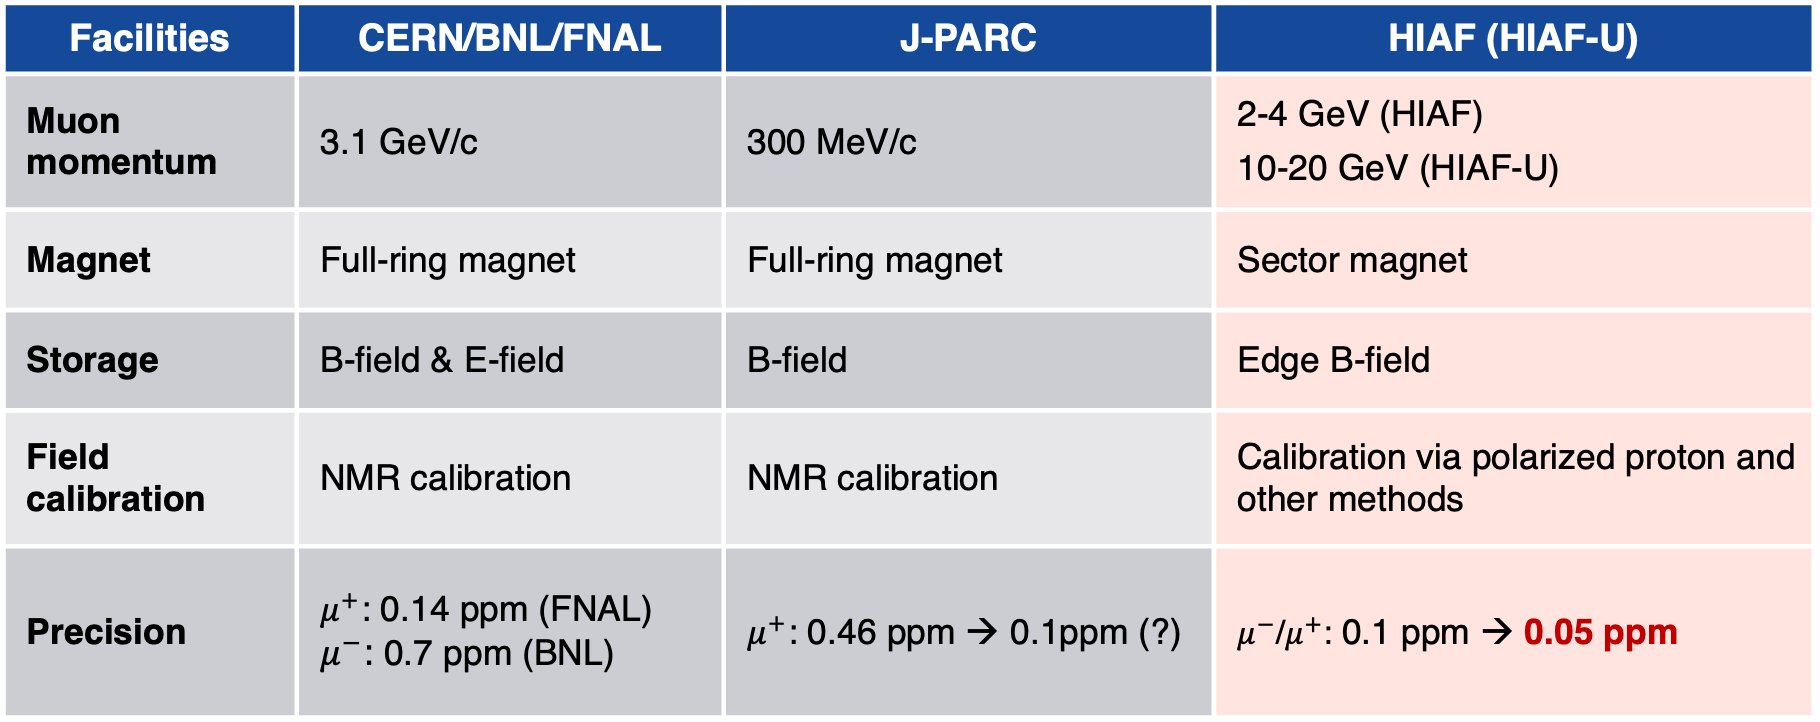 Facilities
CERN/BNL/FNAL
J-PARC
HIAF (HIAF-U)
Muon
momentum
3.1 GeV/c
300 MeV/c
2-4 GeV (HIAF)
10-20 GeV (HIAF-U)
Magnet
Full-ring magnet
Full-ring magnet
Sector magnet
Storage
B-field & E-field
B-field
Edge B-field
Field
calibration
NMR calibration
NMR calibration
Calibration via polarized proton and
other methods
Precision
μ⁺: 0.14 ppm (FNAL)
μ⁻: 0.7 ppm (BNL)
μ⁺: 0.46 ppm → 0.1ppm (?)
μ⁻/μ⁺: 0.1 ppm → 0.05 ppm